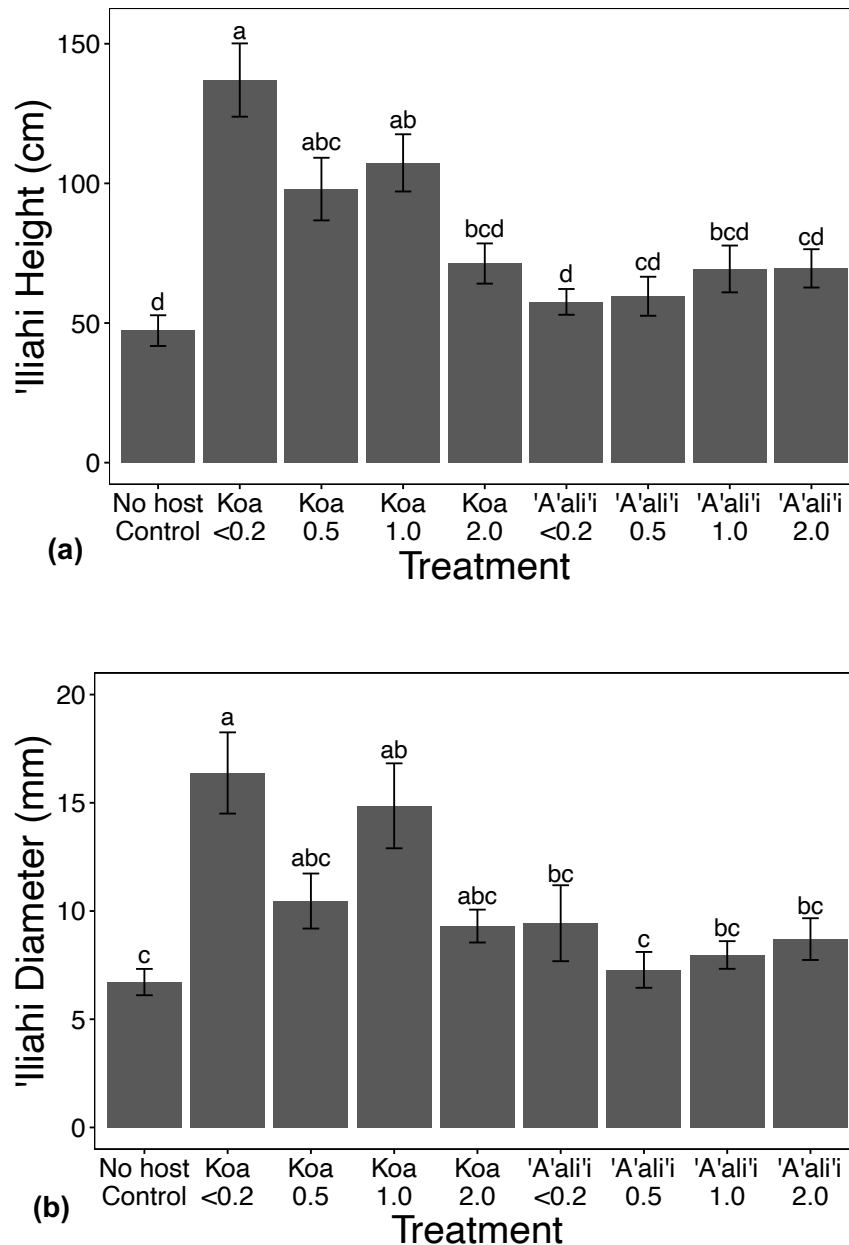 'Iliahi Height (cm)
150
100
50
0
a
abc
ab
bcd
d
cd
bcd
cd
d
No host Control
Koa <0.2
Koa 0.5
Koa 1.0
Koa 2.0
'A'ali'i <0.2
'A'ali'i 0.5
'A'ali'i 1.0
'A'ali'i 2.0
(a)
Treatment
'Iliahi Diameter (mm)
20
15
10
5
0
c
a
abc
ab
abc
bc
c
bc
bc
No host Control
Koa <0.2
Koa 0.5
Koa 1.0
Koa 2.0
'A'ali'i <0.2
'A'ali'i 0.5
'A'ali'i 1.0
'A'ali'i 2.0
(b)
Treatment